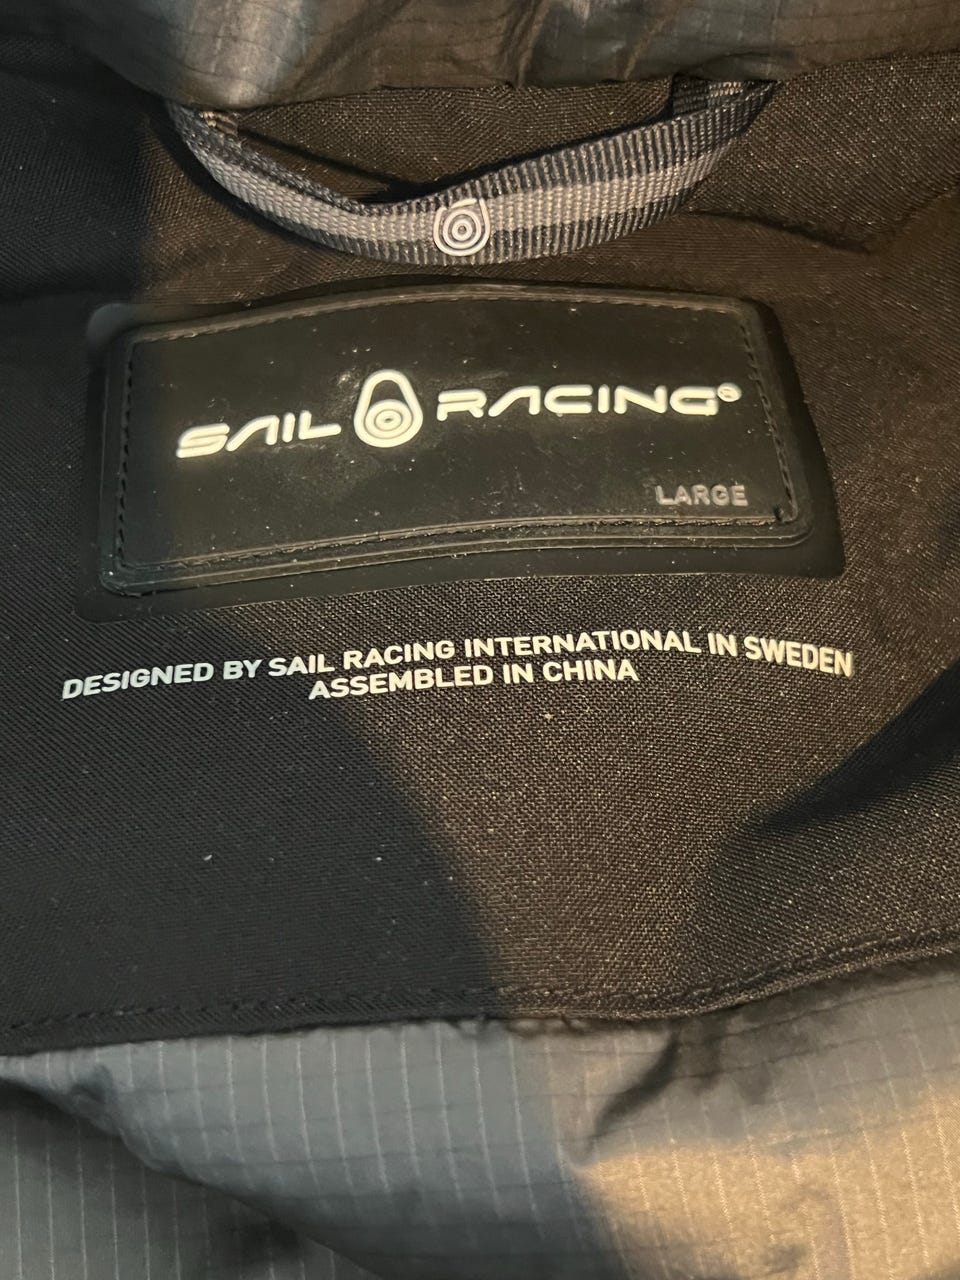 SAIL RACING®
LARGE
DESIGNED BY SAIL RACING INTERNATIONAL IN SWEDEN
ASSEMBLED IN CHINA